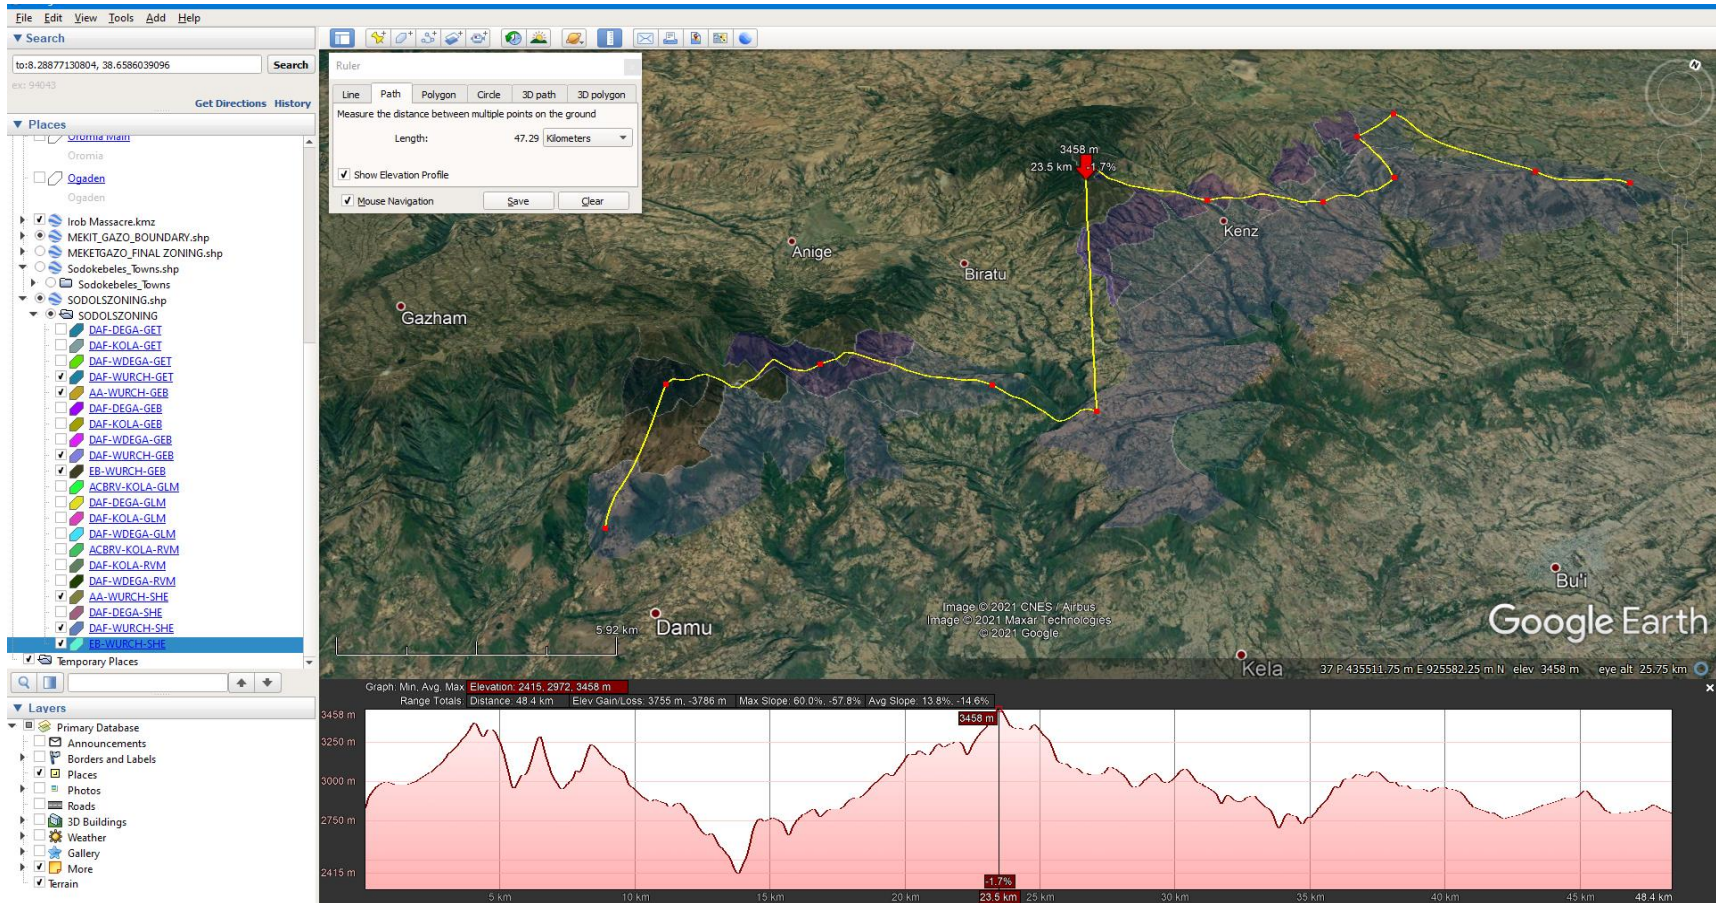 File Edit View Tools Add Help
Search
to:8.28877130804, 38.6586039096
Search
ex: 94043
Get Directions History
Places
Oromia Main
Oromia
Ogaden
Ogaden
Irob Massacre.kmz
MEKIT_GAZO_BOUNDARY.shp
MEKETGAZO_FINAL ZONING.shp
Sodokebeles_Towns.shp
Sodokebeles_Towns
SODOLSZONING.shp
SODOLSZONING
DAF-DEGA-GET
DAF-KOLA-GET
DAF-WDEGA-GET
DAF-WURCH-GET
AA-WURCH-GEB
DAF-DEGA-GEB
DAF-KOLA-GEB
DAF-WDEGA-GEB
DAF-WURCH-GEB
EB-WURCH-GEB
ACBRV-KOLA-GLM
DAF-DEGA-GLM
DAF-KOLA-GLM
DAF-WDEGA-GLM
ACBRV-KOLA-RVM
DAF-KOLA-RVM
DAF-WDEGA-RVM
AA-WURCH-SHE
DAF-DEGA-SHE
DAF-WURCH-SHE
EB-WURCH-SHE
Temporary Places
Layers
Primary Database
Announcements
Borders and Labels
Places
Photos
Roads
3D Buildings
Weather
Gallery
More
Terrain
Ruler
Line Path Polygon Circle 3D path 3D polygon
Measure the distance between multiple points on the ground
Length: 47.29 Kilometers
Show Elevation Profile
Mouse Navigation Save Clear
N
3458 m
23.5 km -1.7%
Kenz
Anige
Biratu
Gazham
Bu'i
Damu
Kela
5.92 km
Image © 2021 CNES / Airbus
Image © 2021 Maxar Technologies
© 2021 Google
Google Earth
37 P 435511.75 m E 925582.25 m N elev 3458 m eye alt 25.75 km
Graph: Min, Avg, Max Elevation: 2415, 2972, 3458 m
Range Totals: Distance: 48.4 km Elev Gain/Loss: 3755 m, -3786 m Max Slope: 60.0%, -57.8% Avg Slope: 13.8%, -14.6%
3458 m
3458 m
3250 m
3000 m
2750 m
2415 m
-1.7%
5 km 10 km 15 km 20 km 23.5 km 25 km 30 km 35 km 40 km 45 km 48.4 km